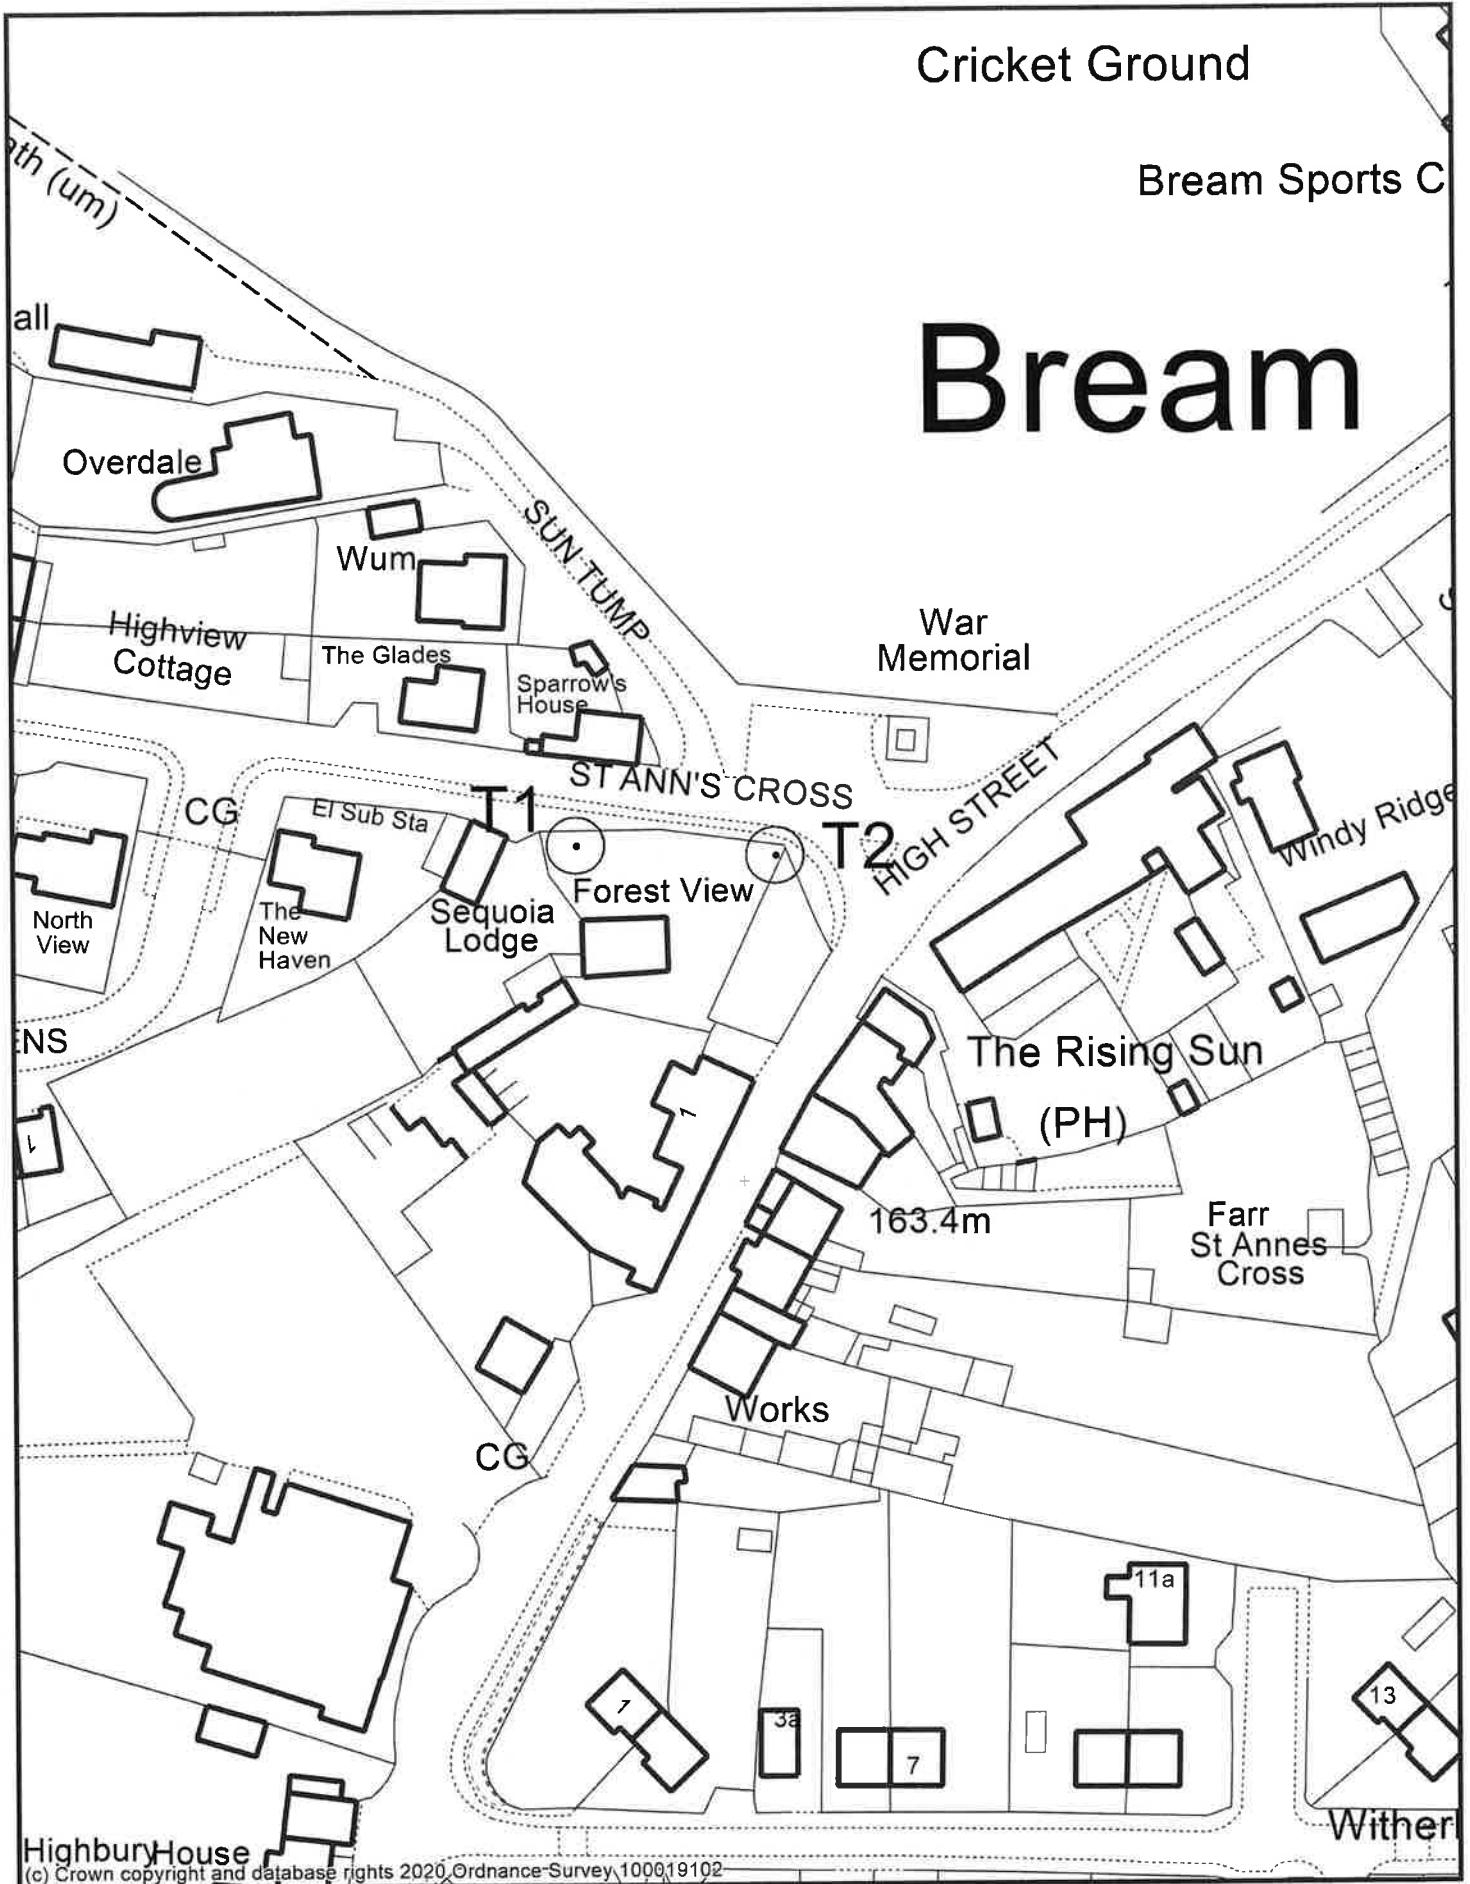 Cricket Ground
Bream Sports C
ath (um)
all
Bream
Overdale
SUN TUMP
Wum
War
Memorial
Highview
Cottage
The Glades
Sparrow's
House
ST ANN'S CROSS
T1
CG
El Sub Sta
T2
HIGH STREET
Windy Ridge
Forest View
North
View
The
New
Haven
Sequoia
Lodge
ENS
The Rising Sun
(PH)
1
1
163.4m
Farr
St Annes
Cross
Works
CG
11a
1
3a
7
13
Highbury House
Wither
(c) Crown copyright and database rights 2020 Ordnance Survey 100019102